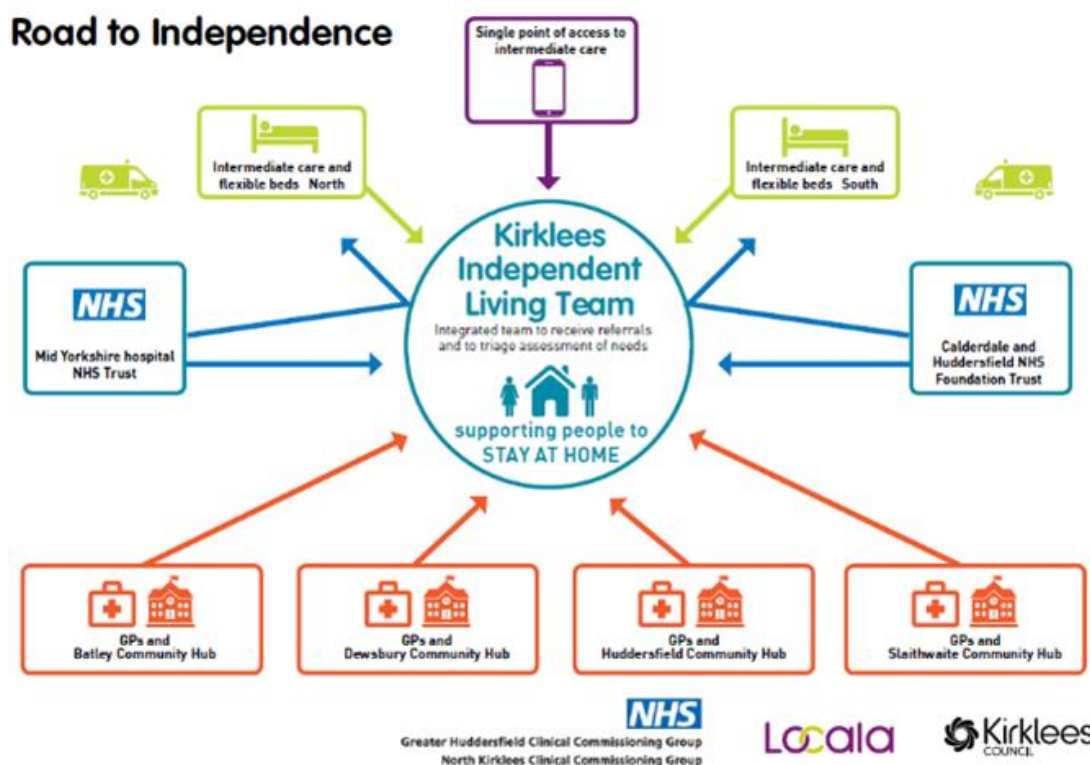 Road to Independence
Single point of access to
intermediate care
Intermediate care and
flexible beds North
Intermediate care and
flexible beds South
Kirklees
Independent
Living Team
Integrated team to receive referrals
and to triage assessment of needs
supporting people to
STAY AT HOME
NHS
Mid Yorkshire hospital
NHS Trust
NHS
Calderdale and
Huddersfield NHS
Foundation Trust
GPs and
Batley Community Hub
GPs and
Dewsbury Community Hub
GPs and
Huddersfield Community Hub
GPs and
Slaithwaite Community Hub
NHS
Greater Huddersfield Clinical Commissioning Group
North Kirklees Clinical Commissioning Group
Locala
Kirklees
COUNCIL